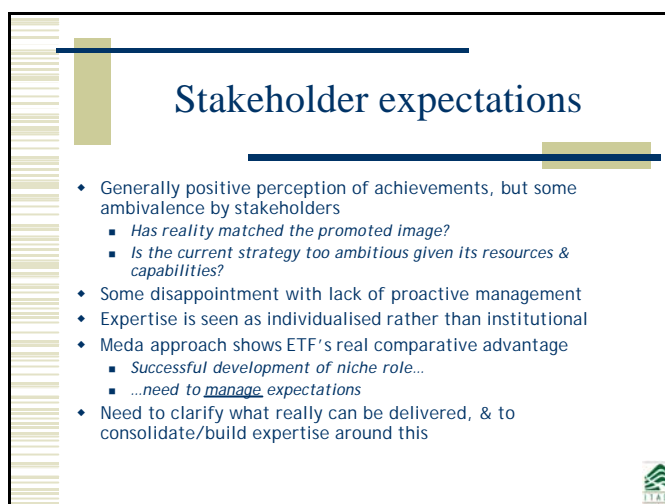 Stakeholder expectations
Generally positive perception of achievements, but some
ambivalence by stakeholders
Has reality matched the promoted image?
Is the current strategy too ambitious given its resources &
capabilities?
Some disappointment with lack of proactive management
Expertise is seen as individualised rather than institutional
Meda approach shows ETF's real comparative advantage
Successful development of niche role…
…need to manage expectations
Need to clarify what really can be delivered, & to
consolidate/build expertise around this